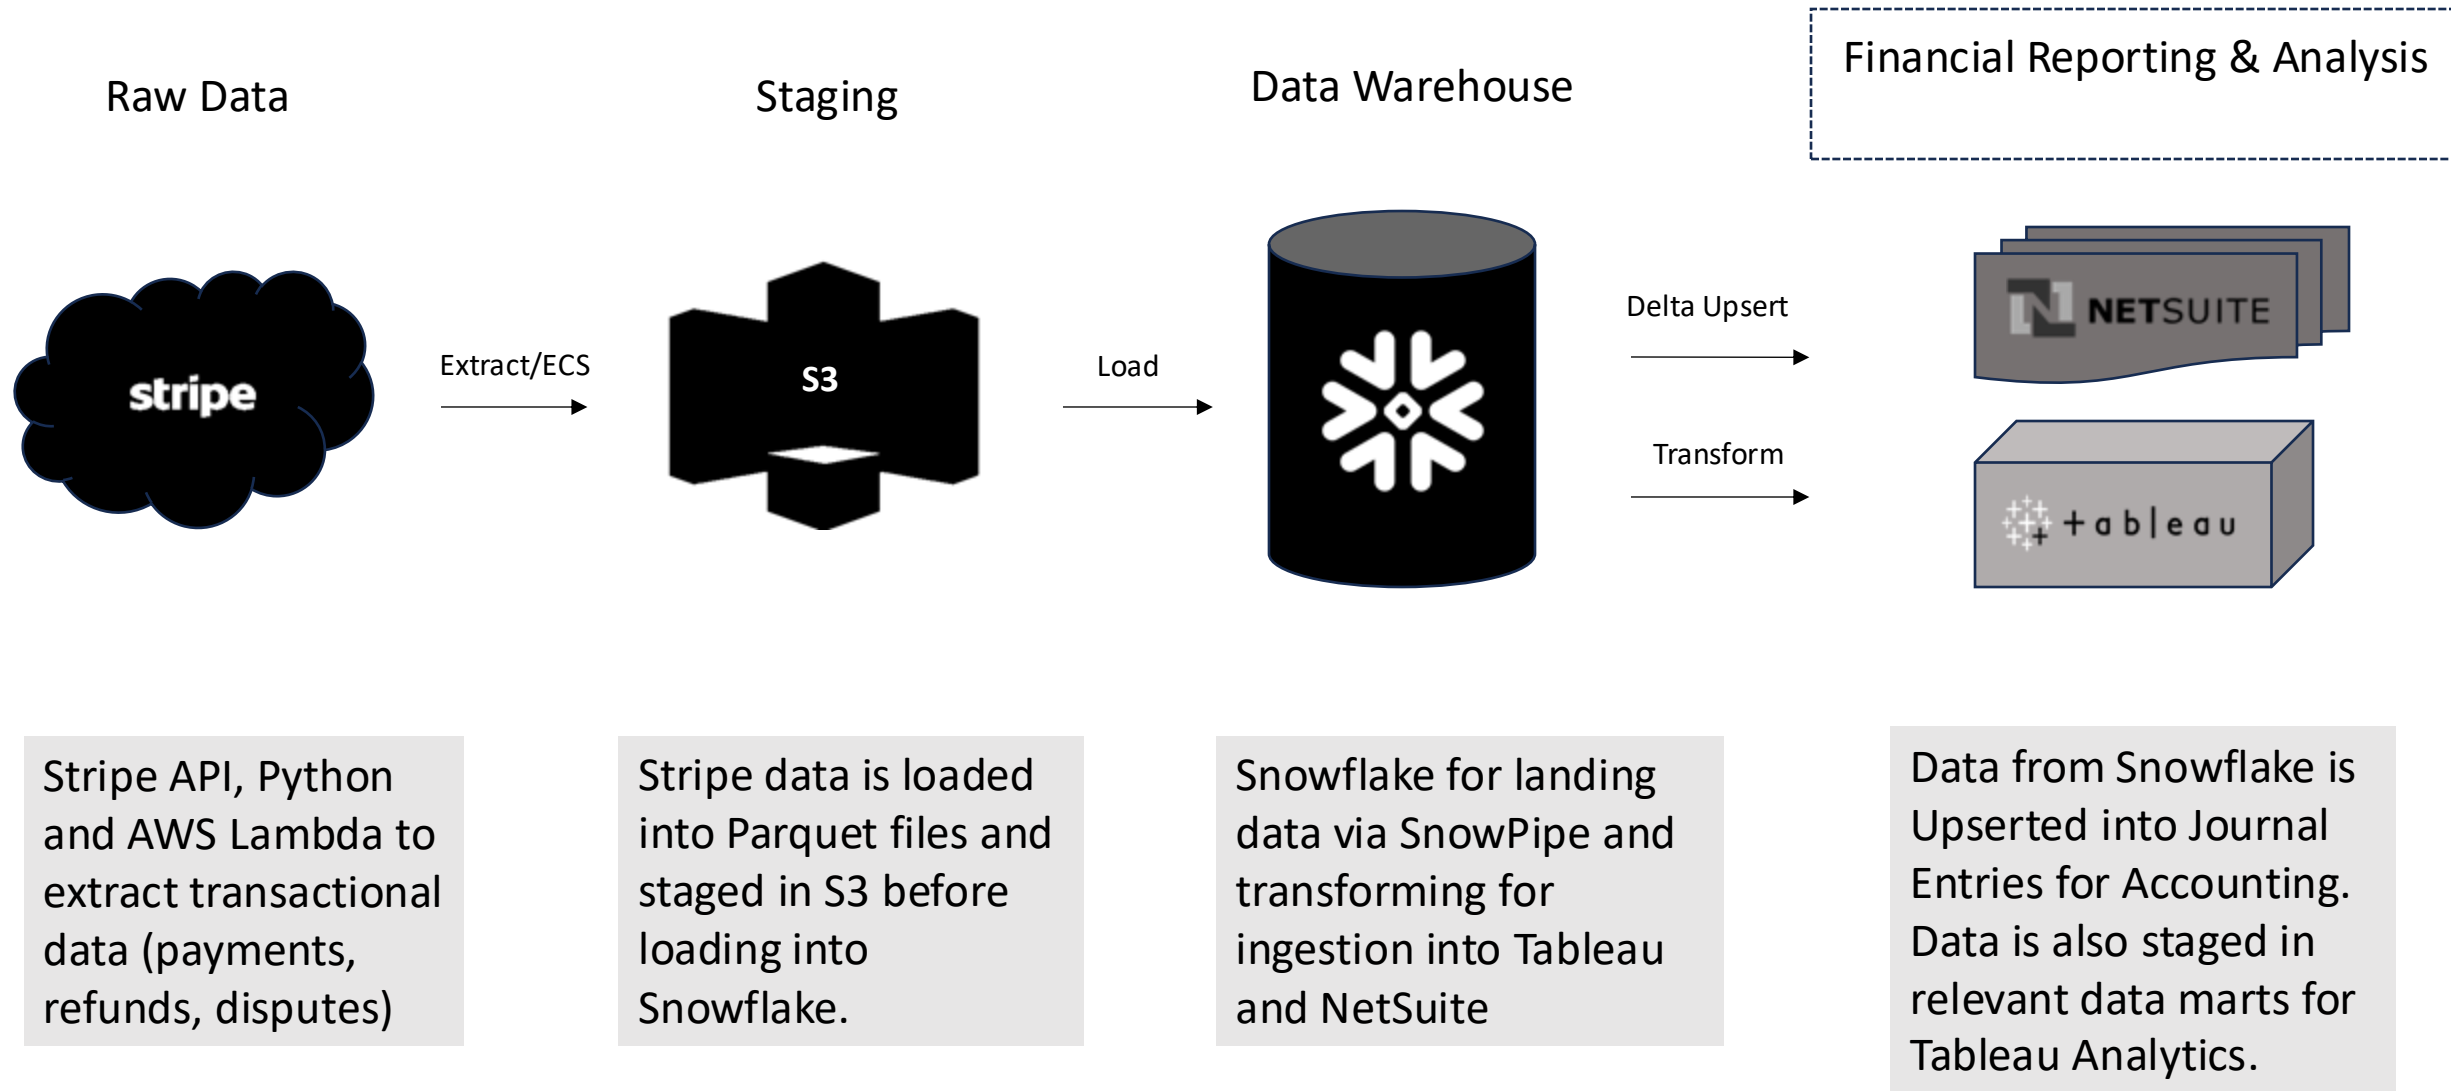 Raw Data
Staging
Data Warehouse
Financial Reporting & Analysis
stripe
Extract/ECS
S3
Load
Delta Upsert
Transform
NETSUITE
+ableau
Stripe API, Python
and AWS Lambda to
extract transactional
data (payments,
refunds, disputes)
Stripe data is loaded
into Parquet files and
staged in S3 before
loading into
Snowflake.
Snowflake for landing
data via SnowPipe and
transforming for
ingestion into Tableau
and NetSuite
Data from Snowflake is
Upserted into Journal
Entries for Accounting.
Data is also staged in
relevant data marts for
Tableau Analytics.